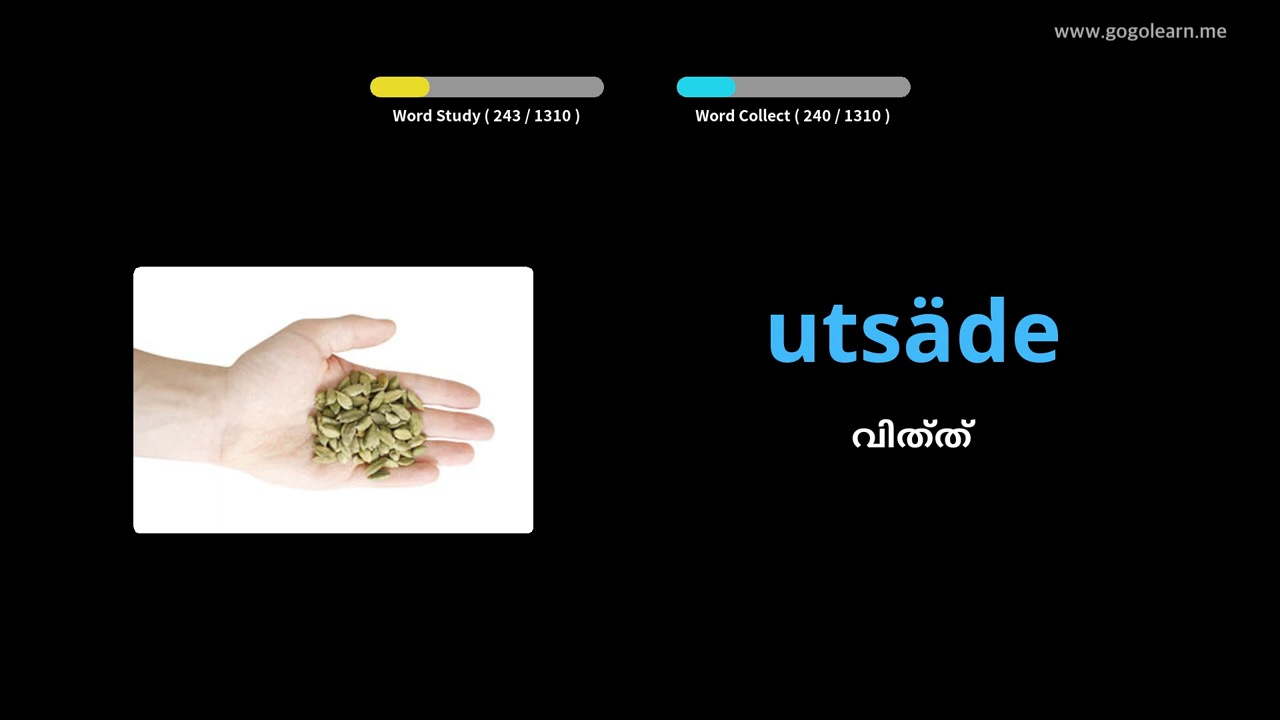 www.gogolearn.me
Word Study ( 243 / 1310 )
Word Collect ( 240 / 1310 )
utsäde
വിത്ത്